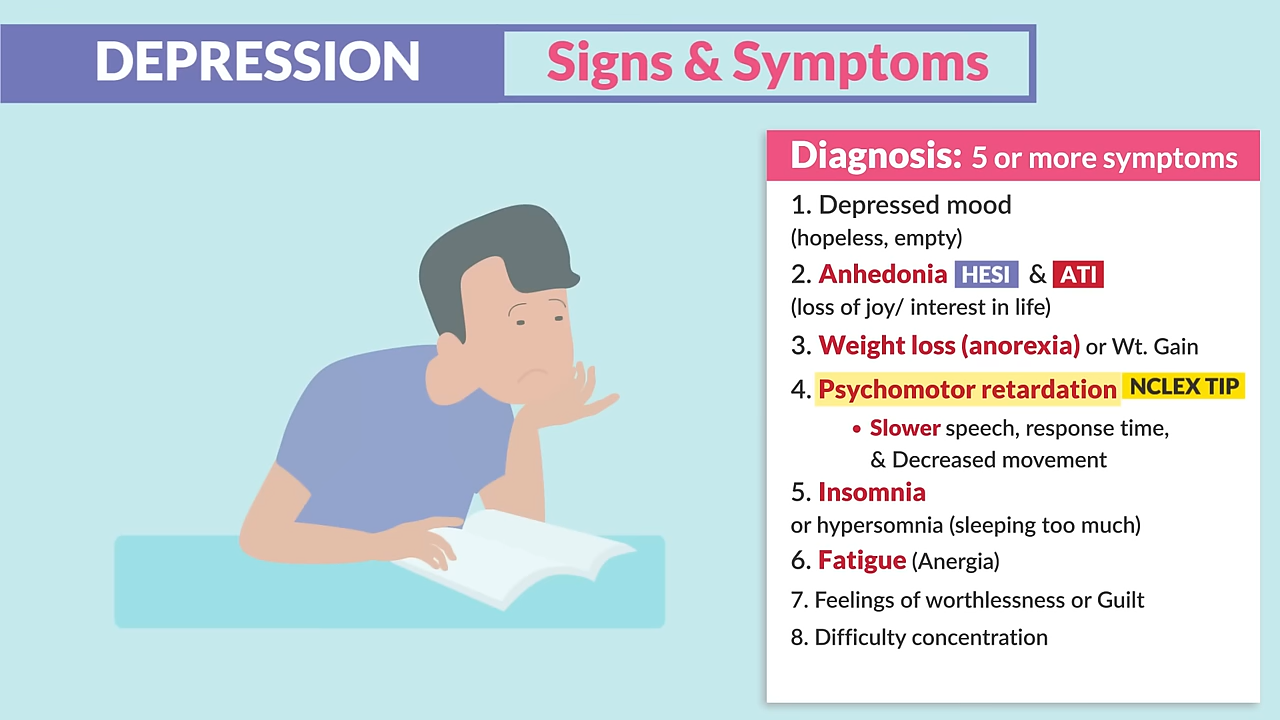 DEPRESSION Signs & Symptoms
Diagnosis: 5 or more symptoms
1. Depressed mood
(hopeless, empty)
2. Anhedonia HESI & ATI
(loss of joy/ interest in life)
3. Weight loss (anorexia) or Wt. Gain
4. Psychomotor retardation NCLEX TIP
• Slower speech, response time,
& Decreased movement
5. Insomnia
or hypersomnia (sleeping too much)
6. Fatigue (Anergia)
7. Feelings of worthlessness or Guilt
8. Difficulty concentration